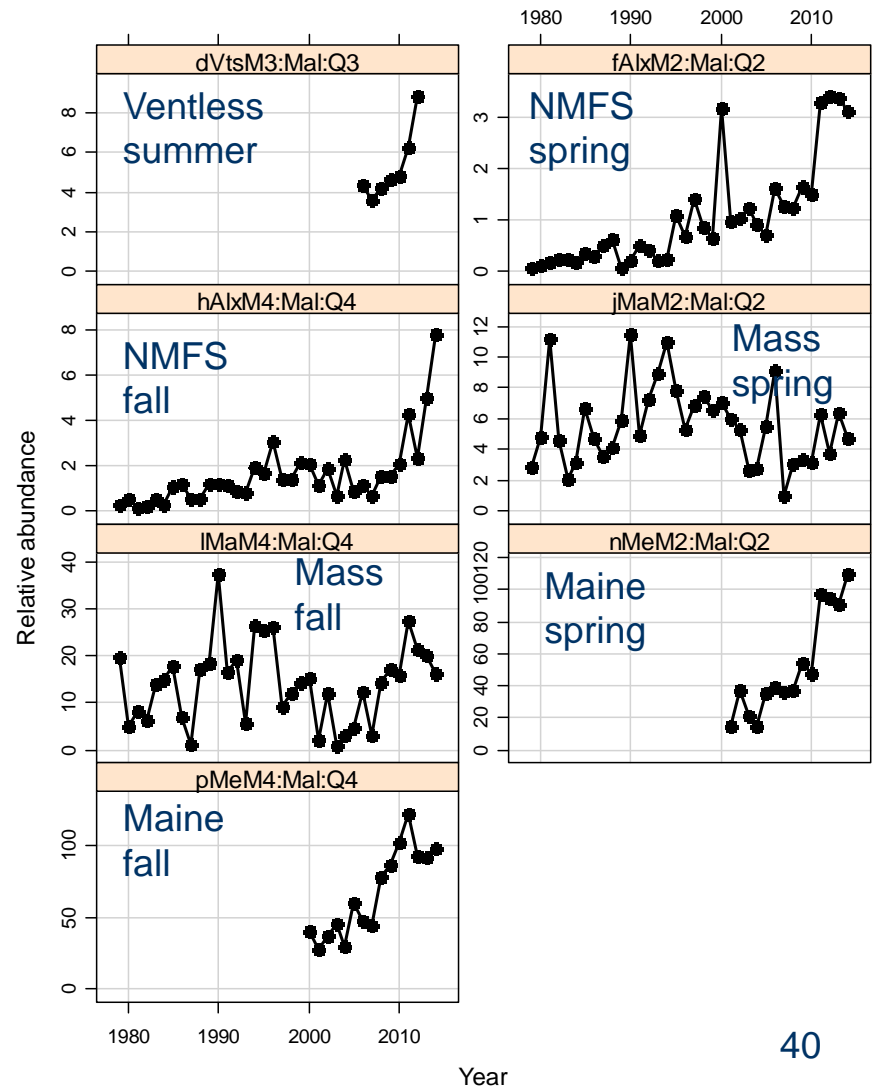 1980 1990 2000 2010
dVtsM3:Mal:Q3
Ventless
summer
8
6
4
2
0
fAlxM2:Mal:Q2
NMFS
spring
3
2
1
0
hAlxM4:Mal:Q4
NMFS
fall
8
6
4
2
0
jMaM2:Mal:Q2
Mass
spring
12
10
8
6
4
2
0
lMaM4:Mal:Q4
Mass
fall
40
30
20
10
0
nMeM2:Mal:Q2
Maine
spring
120
100
80
60
40
20
0
pMeM4:Mal:Q4
Maine
fall
100
50
0
1980 1990 2000 2010
Relative abundance
Year
40